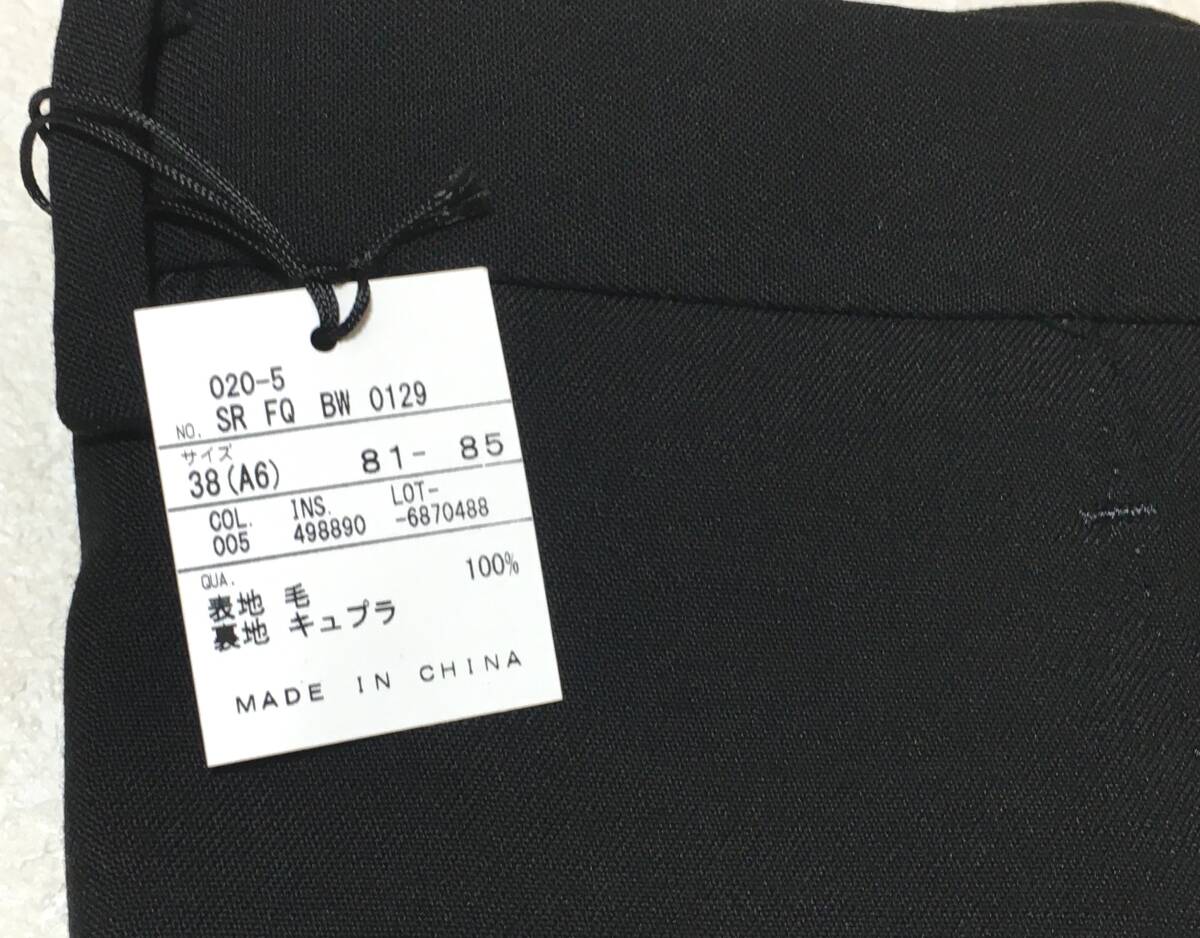 020-5
NO. SR FQ BW 0129
サイズ
38(A6) 81- 85
COL. INS. LOT-
005 498890 -6870488
QUA. 100%
表地 毛
裏地 キュプラ
MADE IN CHINA